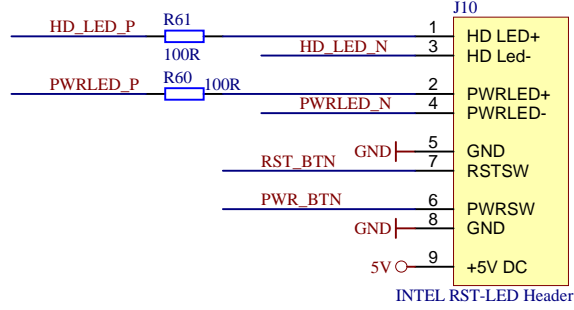 J10
HD_LED_P R61 1 HD LED+
100R HD_LED_N 3 HD Led-
PWRLED_P R60 100R 2 PWRLED+
PWRLED_N 4 PWRLED-
GND 5 GND
RST_BTN 7 RSTSW
PWR_BTN 6 PWRSW
GND 8 GND
5V 9 +5V DC
INTEL RST-LED Header